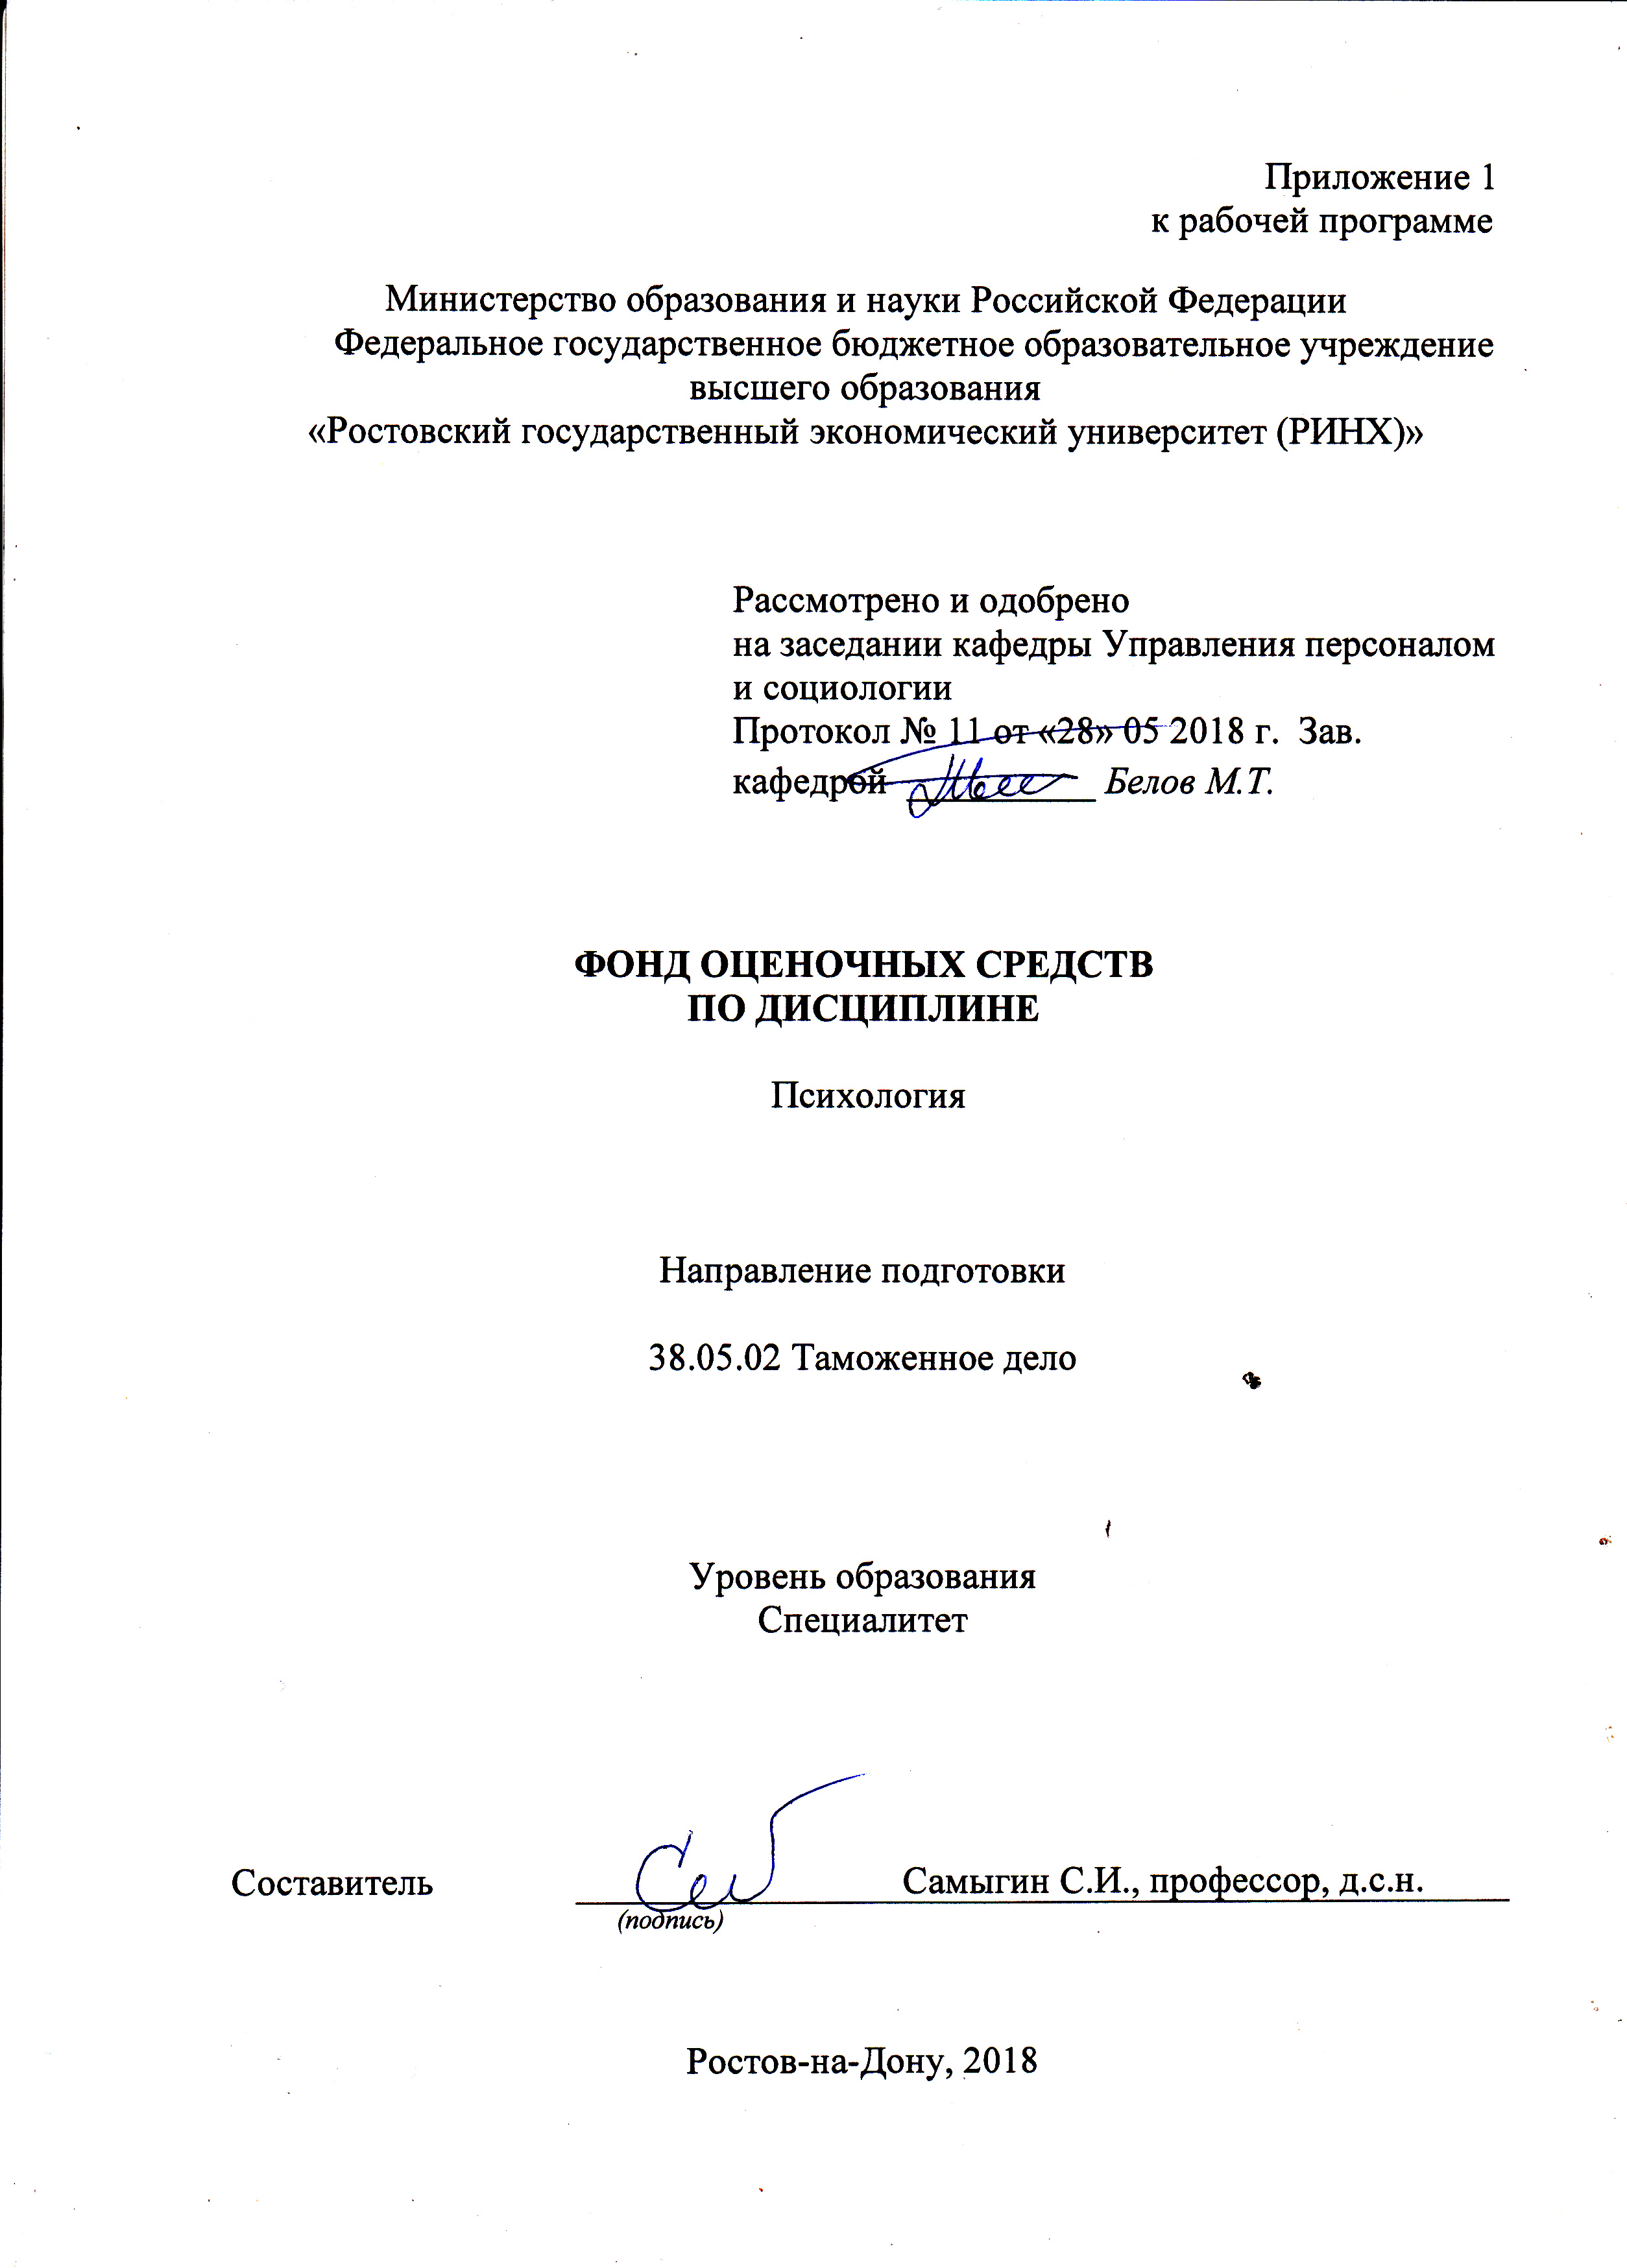 Приложение 1
к рабочей программе
Министерство образования и науки Российской Федерации
Федеральное государственное бюджетное образовательное учреждение
высшего образования
«Ростовский государственный экономический университет (РИНХ)»
Рассмотрено и одобрено
на заседании кафедры Управления персоналом
и социологии
Протокол № 11 от «28» 05 2018 г. Зав.
кафедрой __________ Белов М.Т.
ФОНД ОЦЕНОЧНЫХ СРЕДСТВ
ПО ДИСЦИПЛИНЕ
Психология
Направление подготовки
38.05.02 Таможенное дело
Уровень образования
Специалитет
Составитель Самыгин С.И., профессор, д.с.н.
(подпись)
Ростов-на-Дону, 2018